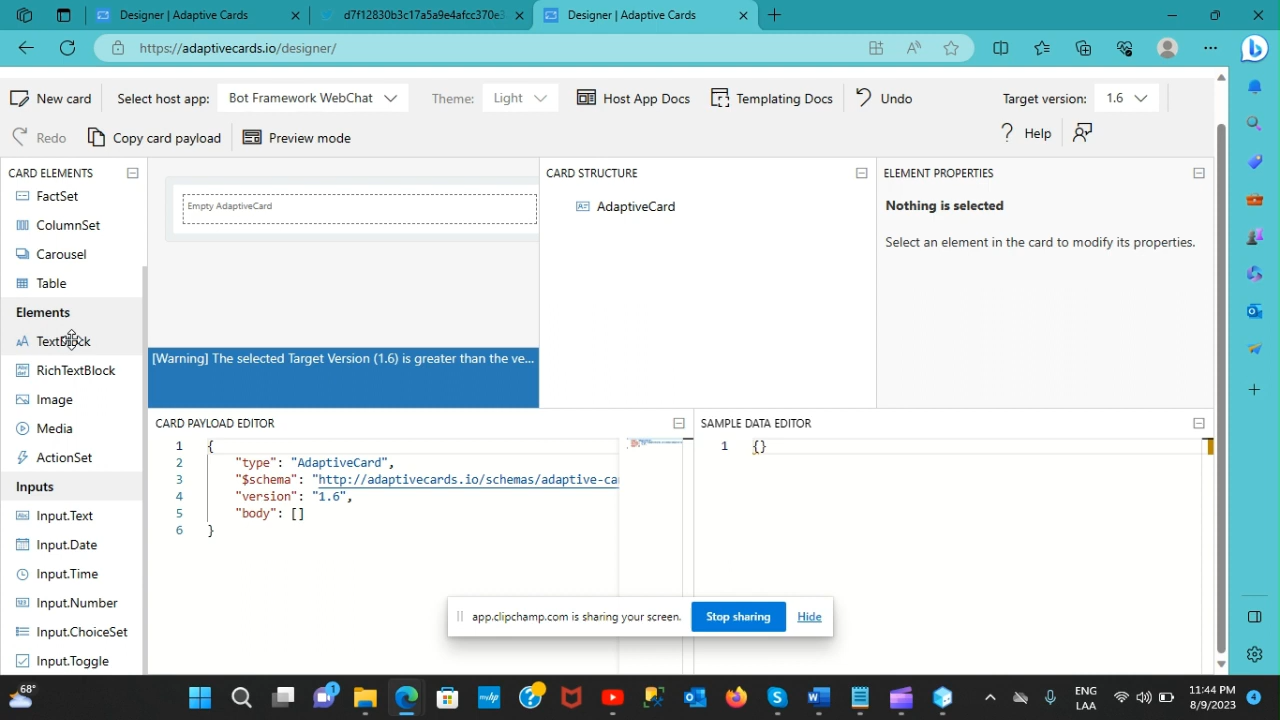 Designer | Adaptive Cards
d7f12830b3c17a5a9e4afcc370e3
Designer | Adaptive Cards
https://adaptivecards.io/designer/
New card
Select host app:
Bot Framework WebChat
Theme:
Light
Host App Docs
Templating Docs
Undo
Target version:
1.6
Redo
Copy card payload
Preview mode
Help
CARD ELEMENTS
FactSet
ColumnSet
Carousel
Table
Elements
TextBlock
RichTextBlock
Image
Media
ActionSet
Inputs
Input.Text
Input.Date
Input.Time
Input.Number
Input.ChoiceSet
Input.Toggle
Empty AdaptiveCard
[Warning] The selected Target Version (1.6) is greater than the ve...
CARD STRUCTURE
AdaptiveCard
ELEMENT PROPERTIES
Nothing is selected
Select an element in the card to modify its properties.
CARD PAYLOAD EDITOR
1 {
2 "type": "AdaptiveCard",
3 "$schema": "http://adaptivecards.io/schemas/adaptive-ca
4 "version": "1.6",
5 "body": []
6 }
SAMPLE DATA EDITOR
1 {}
app.clipchamp.com is sharing your screen.
Stop sharing
Hide
68°
1
ENG
LAA
11:44 PM
8/9/2023
4